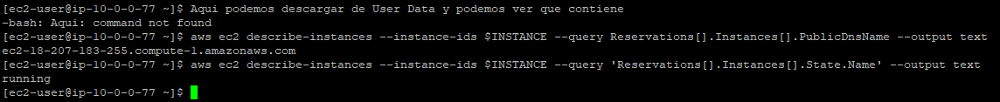 [ec2-user@ip-10-0-0-77 ~]$ Aqui podemos descargar de User Data y podemos ver que contiene
-bash: Aqui: command not found
[ec2-user@ip-10-0-0-77 ~]$ aws ec2 describe-instances --instance-ids $INSTANCE --query Reservations[].Instances[].PublicDnsName --output text
ec2-18-207-183-255.compute-1.amazonaws.com
[ec2-user@ip-10-0-0-77 ~]$ aws ec2 describe-instances --instance-ids $INSTANCE --query 'Reservations[].Instances[].State.Name' --output text
running
[ec2-user@ip-10-0-0-77 ~]$